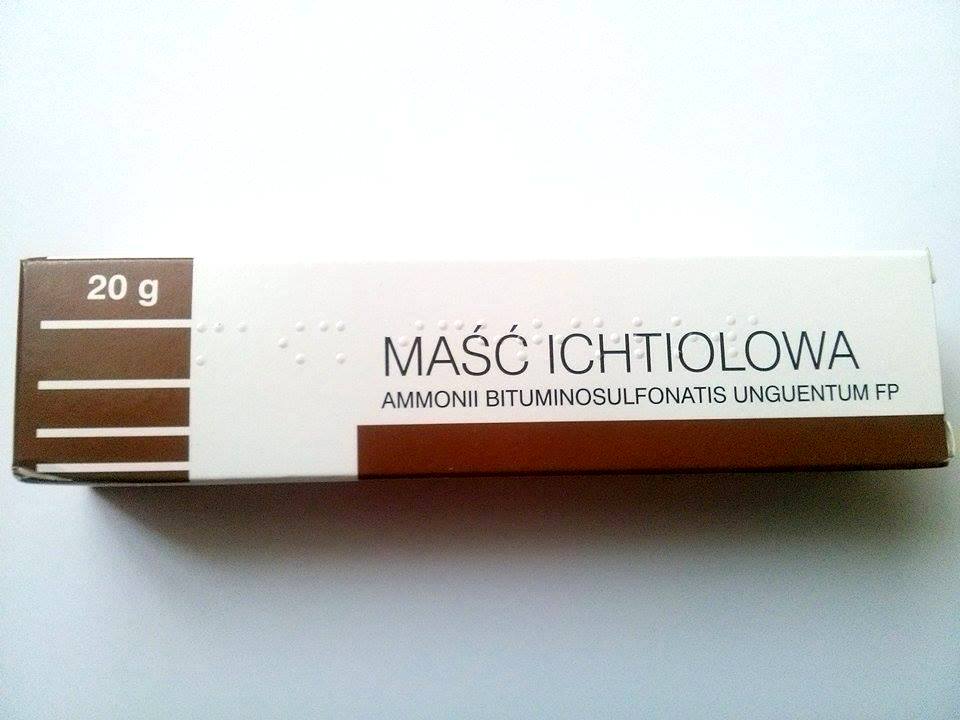 20 g
MAŚĆ ICHTIOLOWA
AMMONII BITUMINOSULFONATIS UNGUENTUM FP